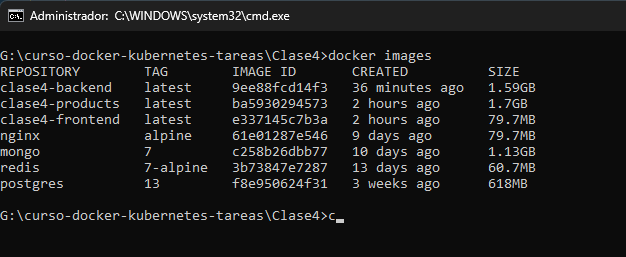 Administrador: C:\WINDOWS\system32\cmd.exe
G:\curso-docker-kubernetes-tareas\Clase4>docker images
REPOSITORY TAG IMAGE ID CREATED SIZE
clase4-backend latest 9ee88fcd14f3 36 minutes ago 1.59GB
clase4-products latest ba5930294573 2 hours ago 1.7GB
clase4-frontend latest e337145c7b3a 2 hours ago 79.7MB
nginx alpine 61e01287e546 9 days ago 79.7MB
mongo 7 c258b26dbb77 10 days ago 1.13GB
redis 7-alpine 3b73847e7287 13 days ago 60.7MB
postgres 13 f8e950624f31 3 weeks ago 618MB
G:\curso-docker-kubernetes-tareas\Clase4>c